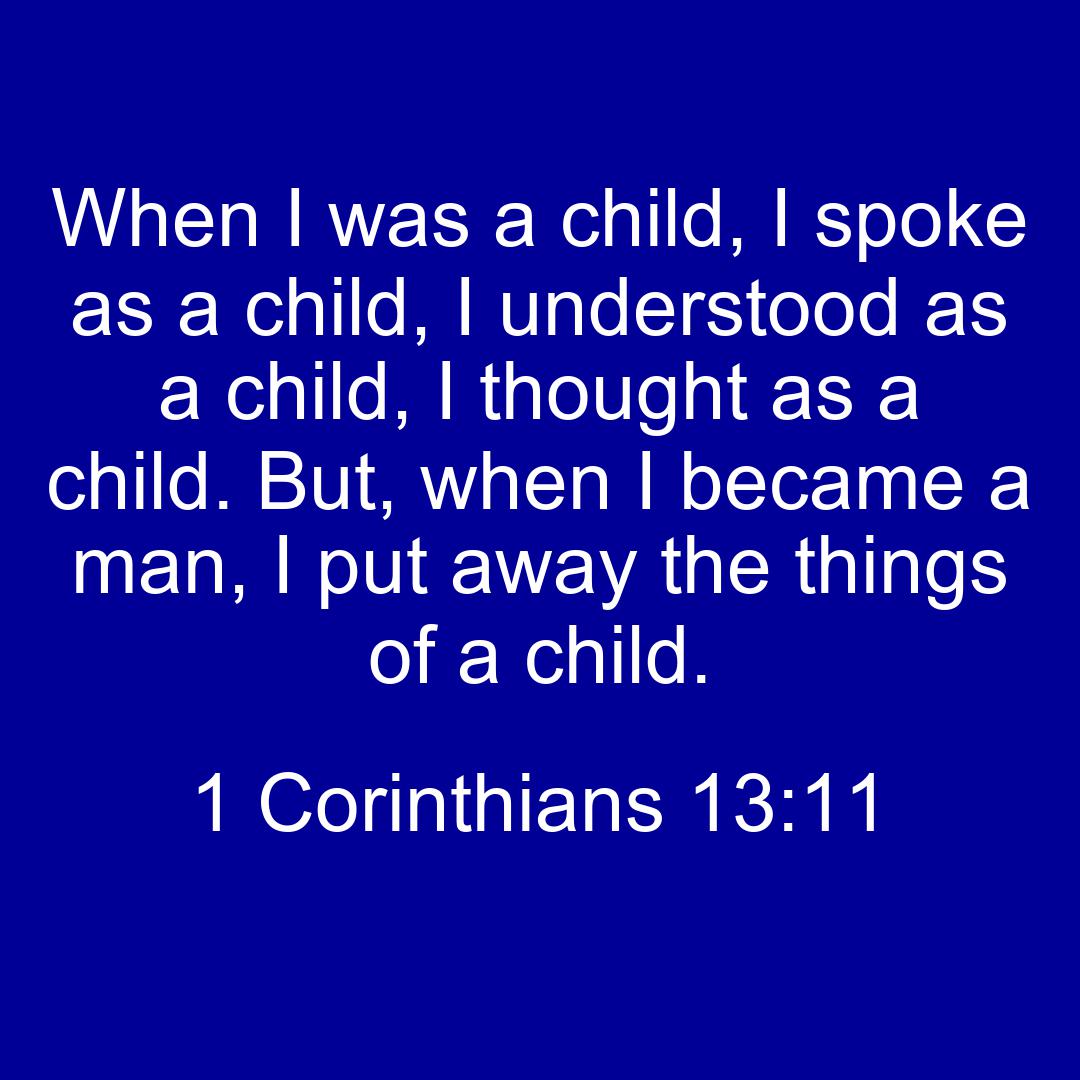 When I was a child, I spoke
as a child, I understood as
a child, I thought as a
child. But, when I became a
man, I put away the things
of a child.
1 Corinthians 13:11